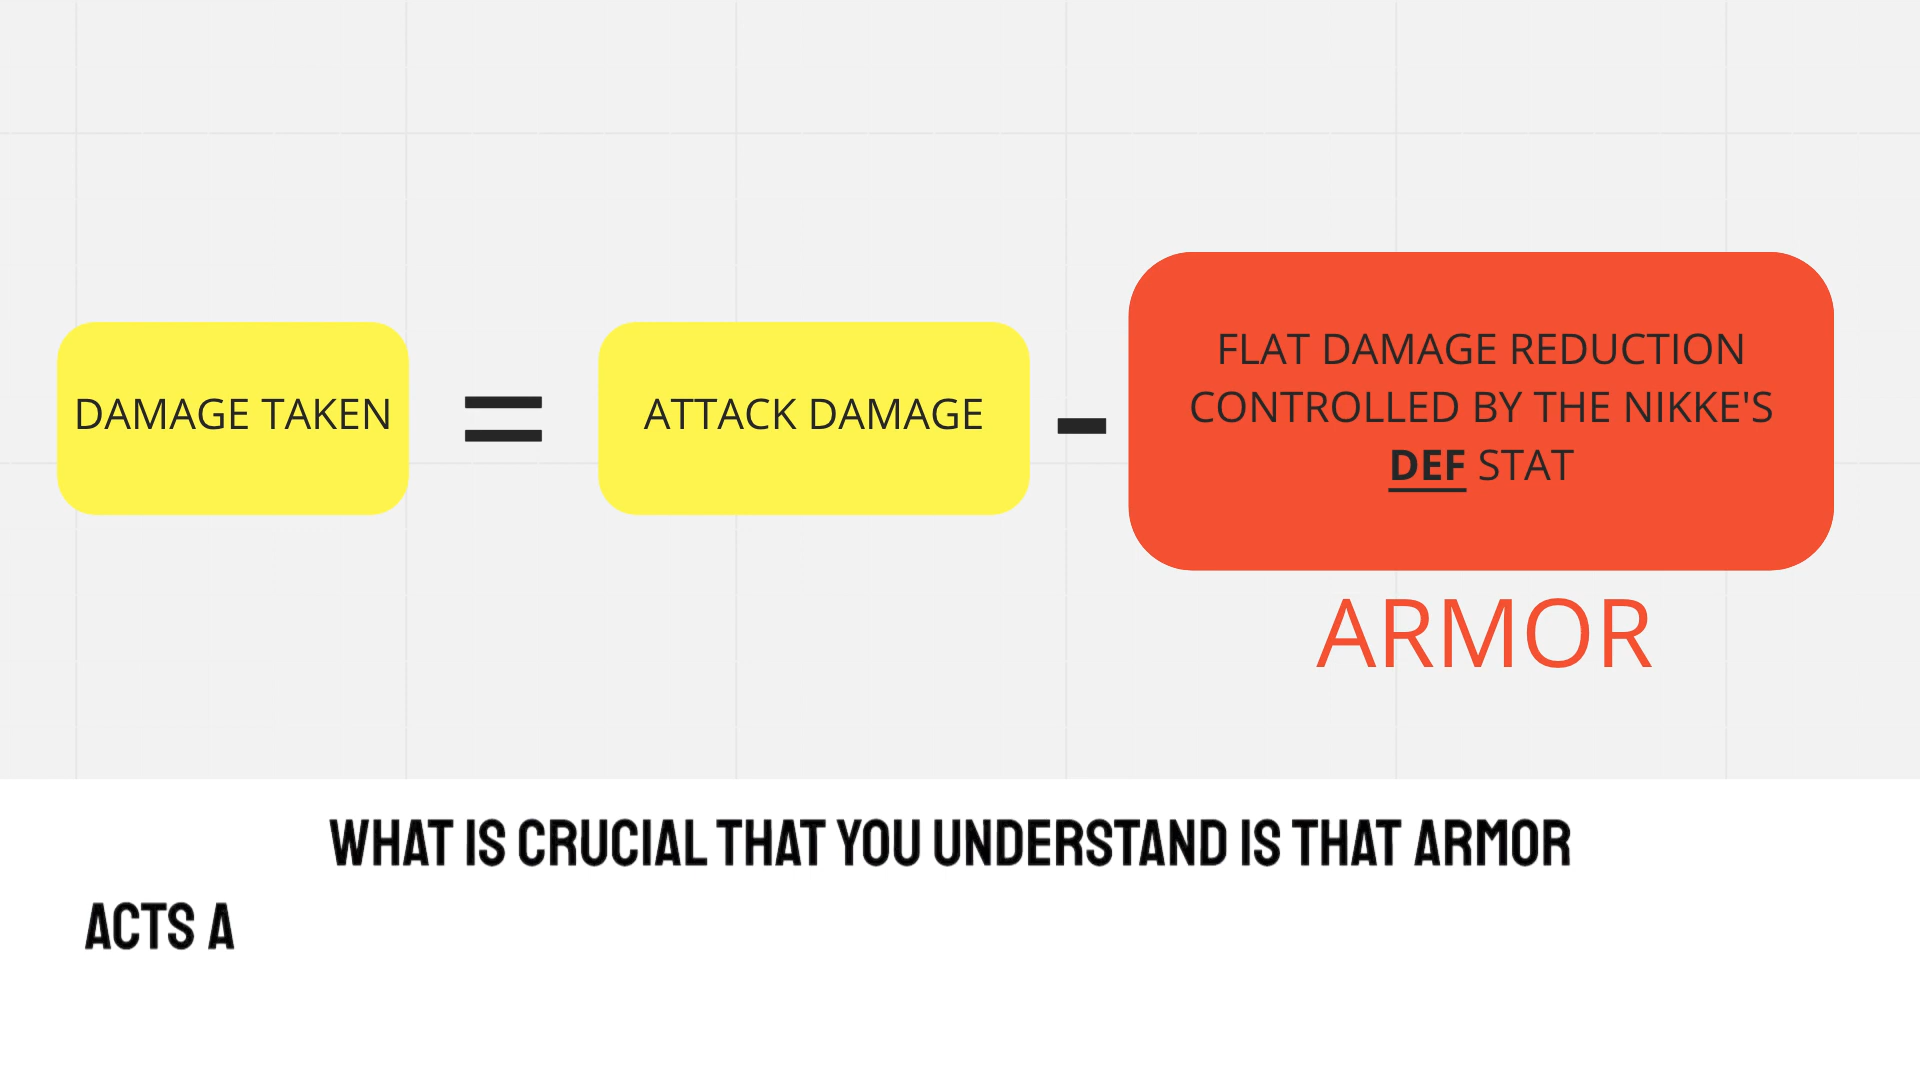 DAMAGE TAKEN
=
ATTACK DAMAGE
-
FLAT DAMAGE REDUCTION
CONTROLLED BY THE NIKKE'S
DEF STAT
ARMOR
WHAT IS CRUCIAL THAT YOU UNDERSTAND IS THAT ARMOR
ACTS A